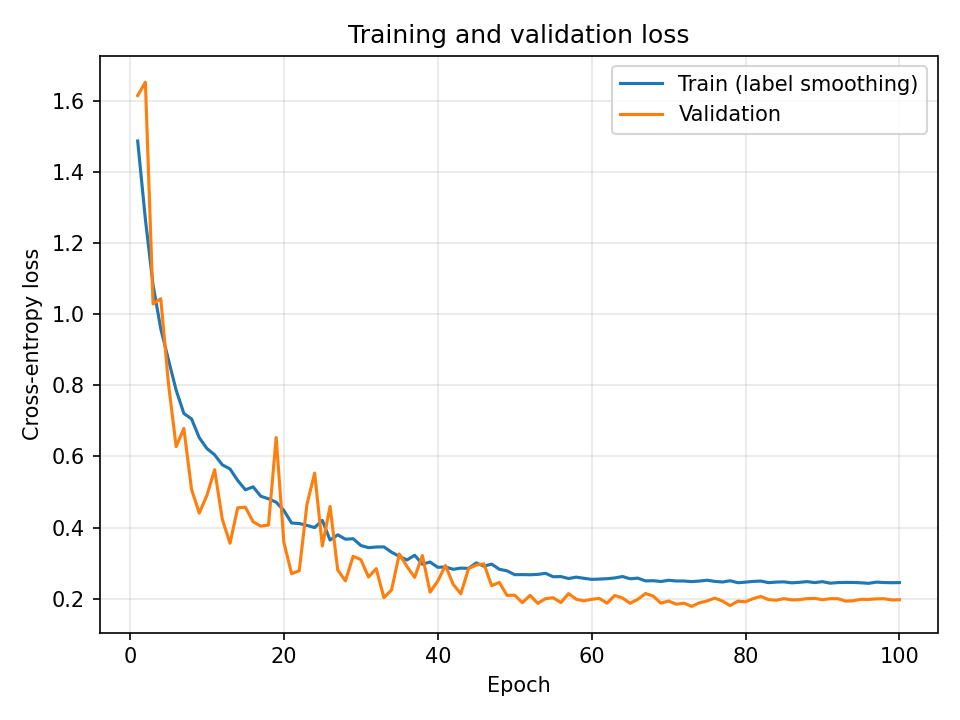 Training and validation loss
Train (label smoothing)
Validation
Cross-entropy loss
1.6
1.4
1.2
1.0
0.8
0.6
0.4
0.2
0 20 40 60 80 100
Epoch